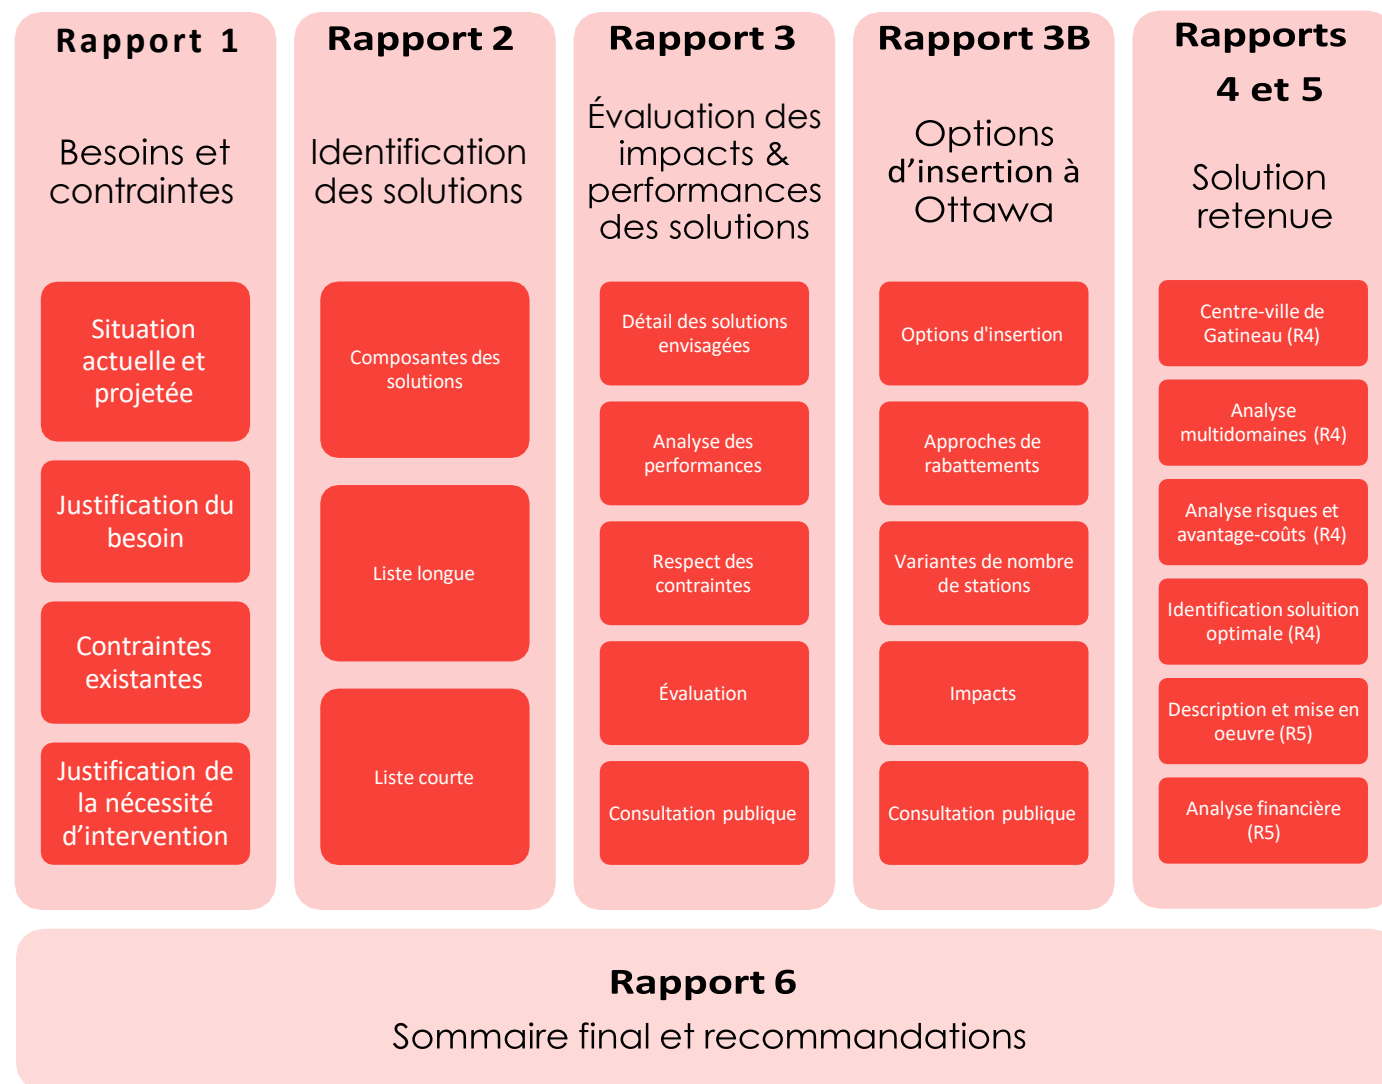 Rapport 1
Besoins et
contraintes
Situation
actuelle et
projetée
Justification du
besoin
Contraintes
existantes
Justification de
la nécessité
d’intervention
Rapport 2
Identification
des solutions
Composantes des
solutions
Liste longue
Liste courte
Rapport 3
Évaluation des
impacts &
performances
des solutions
Détail des solutions
envisagées
Analyse des
performances
Respect des
contraintes
Évaluation
Consultation publique
Rapport 3B
Options
d’insertion à
Ottawa
Options d'insertion
Approches de
rabattements
Variantes de nombre
de stations
Impacts
Consultation publique
Rapports
4 et 5
Solution
retenue
Centre-ville de
Gatineau (R4)
Analyse
multidomaines (R4)
Analyse risques et
avantage-coûts (R4)
Identification soluition
optimale (R4)
Description et mise en
oeuvre (R5)
Analyse financière
(R5)
Rapport 6
Sommaire final et recommandations